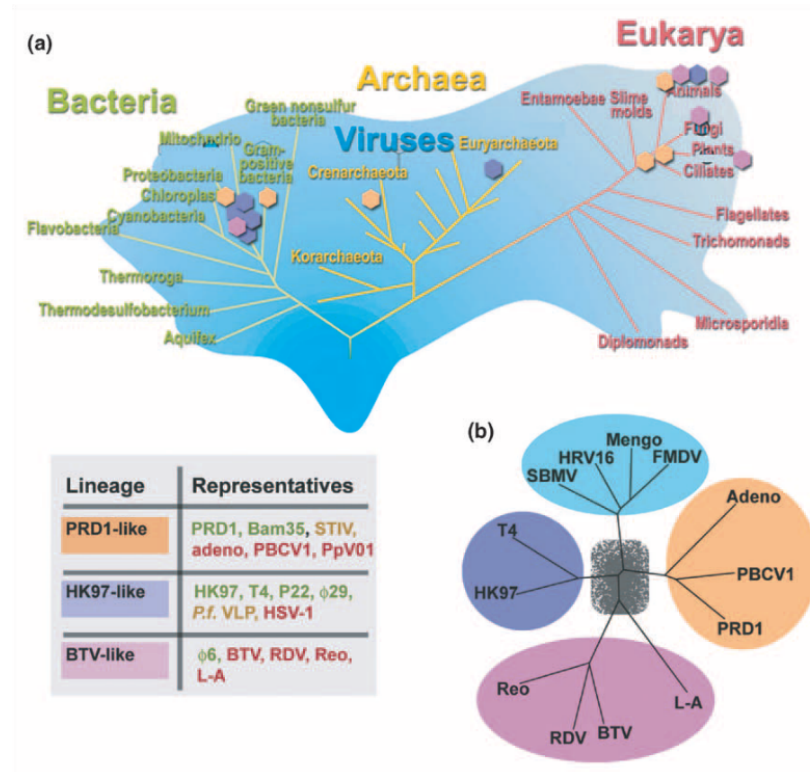 (a)
Eukarya
Archaea
Bacteria
Viruses
Green nonsulfur
bacteria
Mitochodrio
Gram-
positive
bacteria
Proteobacteria
Chloroplas
Cyanobacteria
Flavobacteria
Thermoroga
Thermodesulfobacterium
Aquifex
Crenarchaeota
Euryarchaeota
Korarchaeota
Entamoebae
Slime
molds
Animals
Fungi
Plants
Ciliates
Flagellates
Trichomonads
Microsporidia
Diplomonads
Lineage
Representatives
PRD1-like
PRD1, Bam35, STIV,
adeno, PBCV1, PpV01
HK97-like
HK97, T4, P22, ϕ29,
P.f. VLP, HSV-1
BTV-like
ϕ6, BTV, RDV, Reo,
L-A
(b)
Mengo
HRV16
FMDV
SBMV
Adeno
T4
PBCV1
HK97
PRD1
Reo
L-A
RDV
BTV